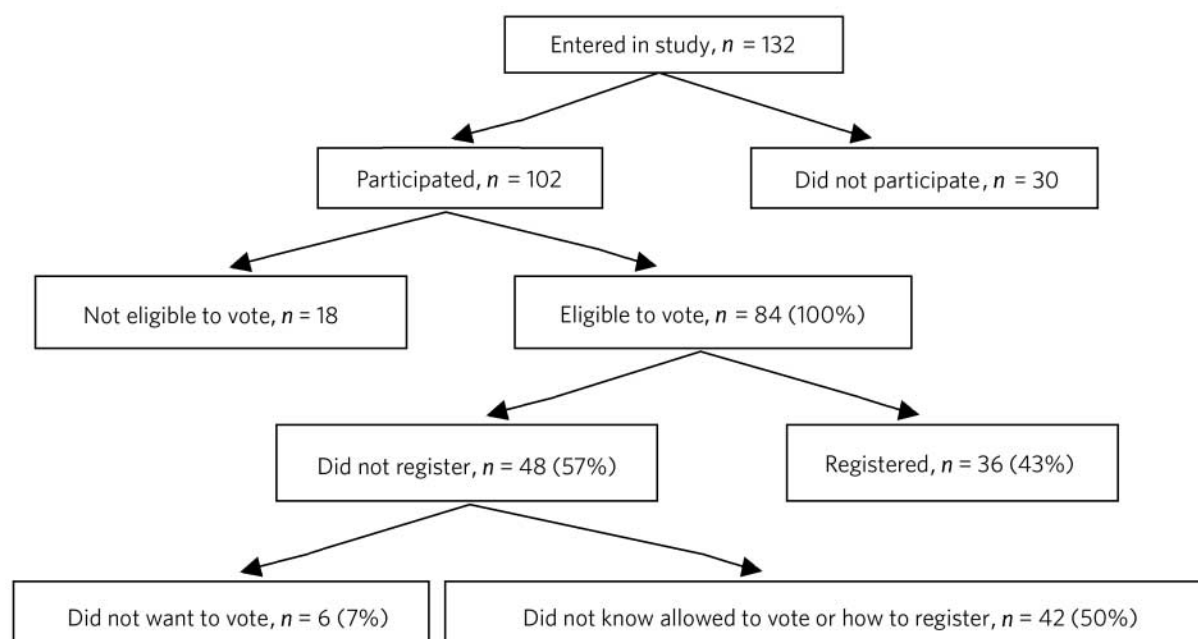 Entered in study, n = 132
Participated, n = 102
Did not participate, n = 30
Not eligible to vote, n = 18
Eligible to vote, n = 84 (100%)
Did not register, n = 48 (57%)
Registered, n = 36 (43%)
Did not want to vote, n = 6 (7%)
Did not know allowed to vote or how to register, n = 42 (50%)